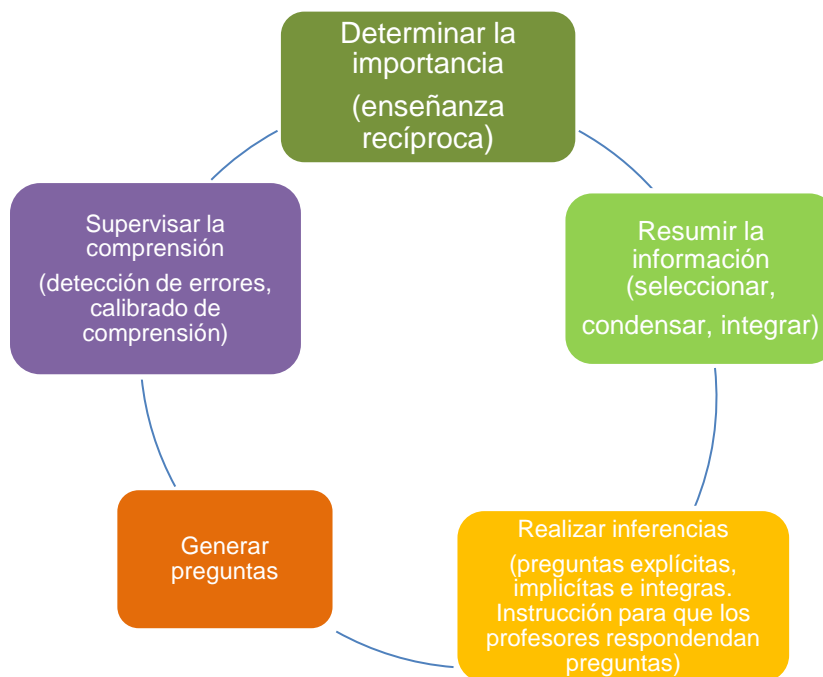 Determinar la
importancia
(enseñanza
recíproca)
Resumir la
información
(seleccionar,
condensar, integrar)
Realizar inferencias
(preguntas explícitas,
implicítas e integras.
Instrucción para que los
profesores respondendan
preguntas)
Generar
preguntas
Supervisar la
comprensión
(detección de errores,
calibrado de
comprensión)